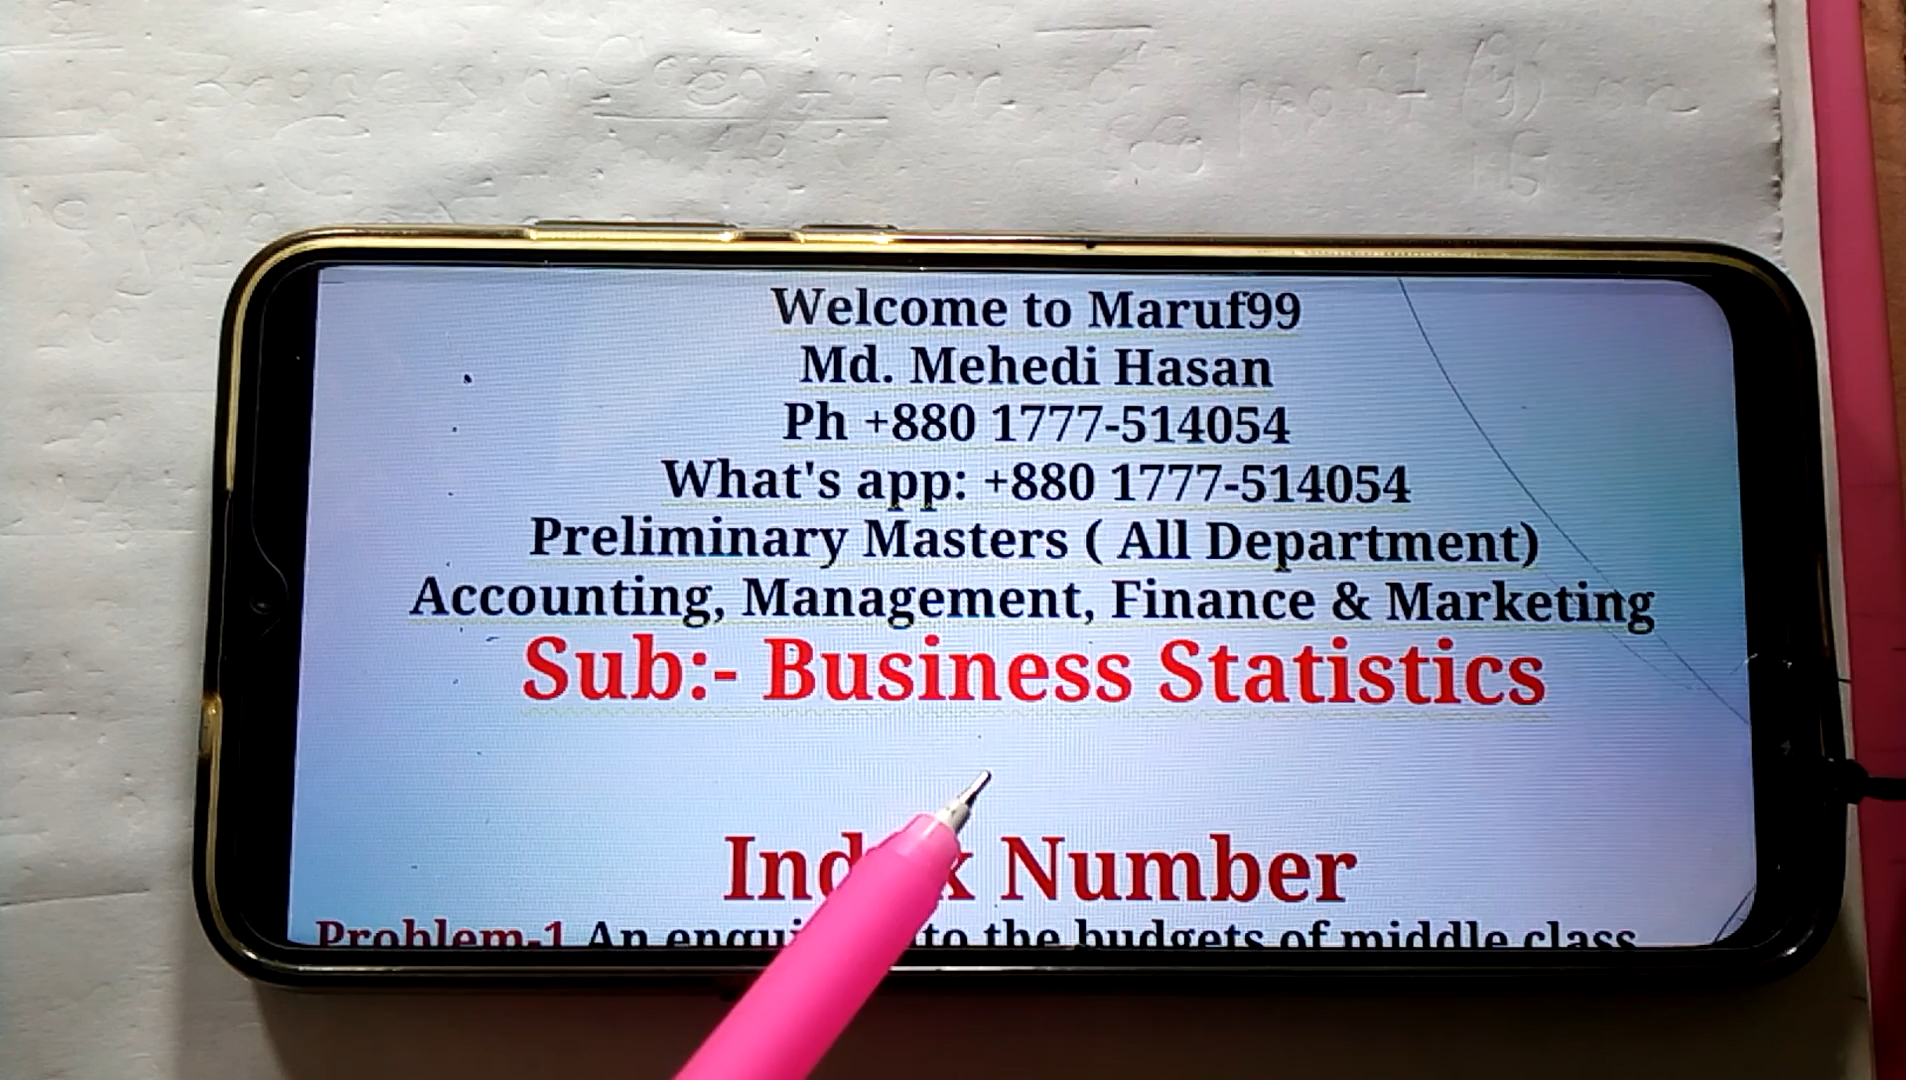 Welcome to Maruf99
Md. Mehedi Hasan
Ph +880 1777-514054
What's app: +880 1777-514054
Preliminary Masters ( All Department)
Accounting, Management, Finance & Marketing
Sub:- Business Statistics
Index Number
Problem-1 An to the budgets of middle class